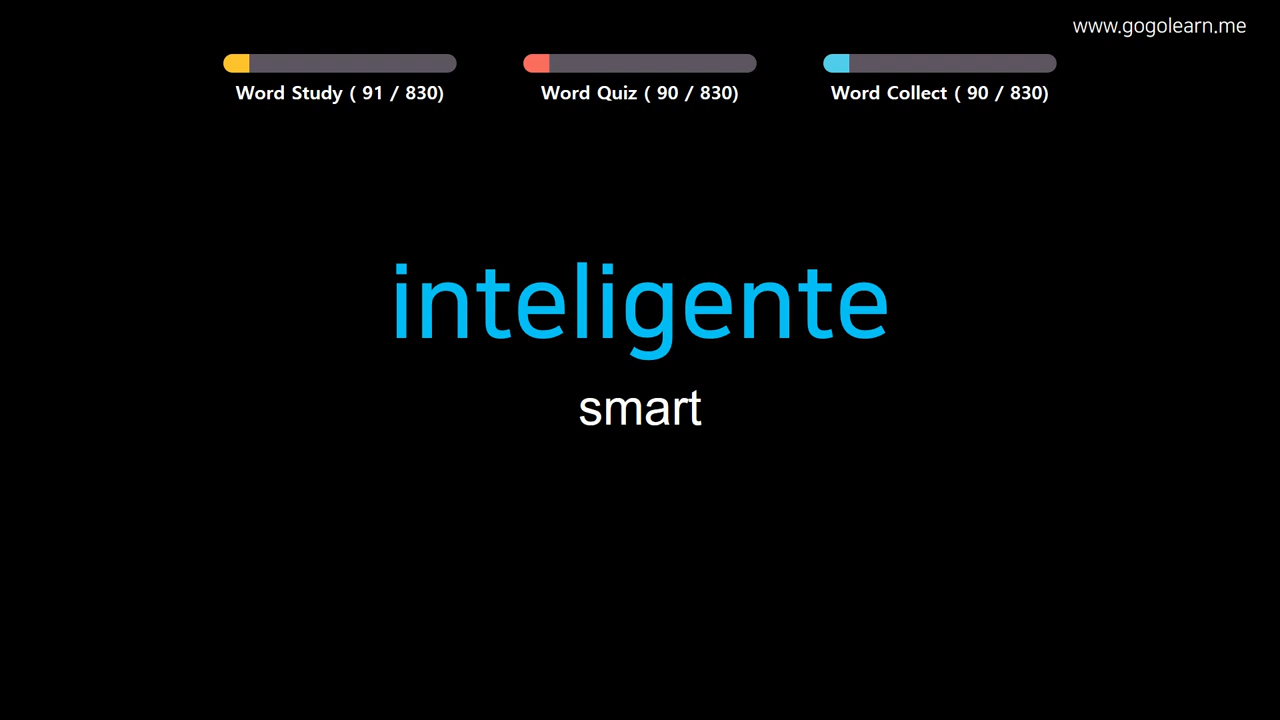 www.gogolearn.me
Word Study ( 91 / 830)
Word Quiz ( 90 / 830)
Word Collect ( 90 / 830)
inteligente
smart